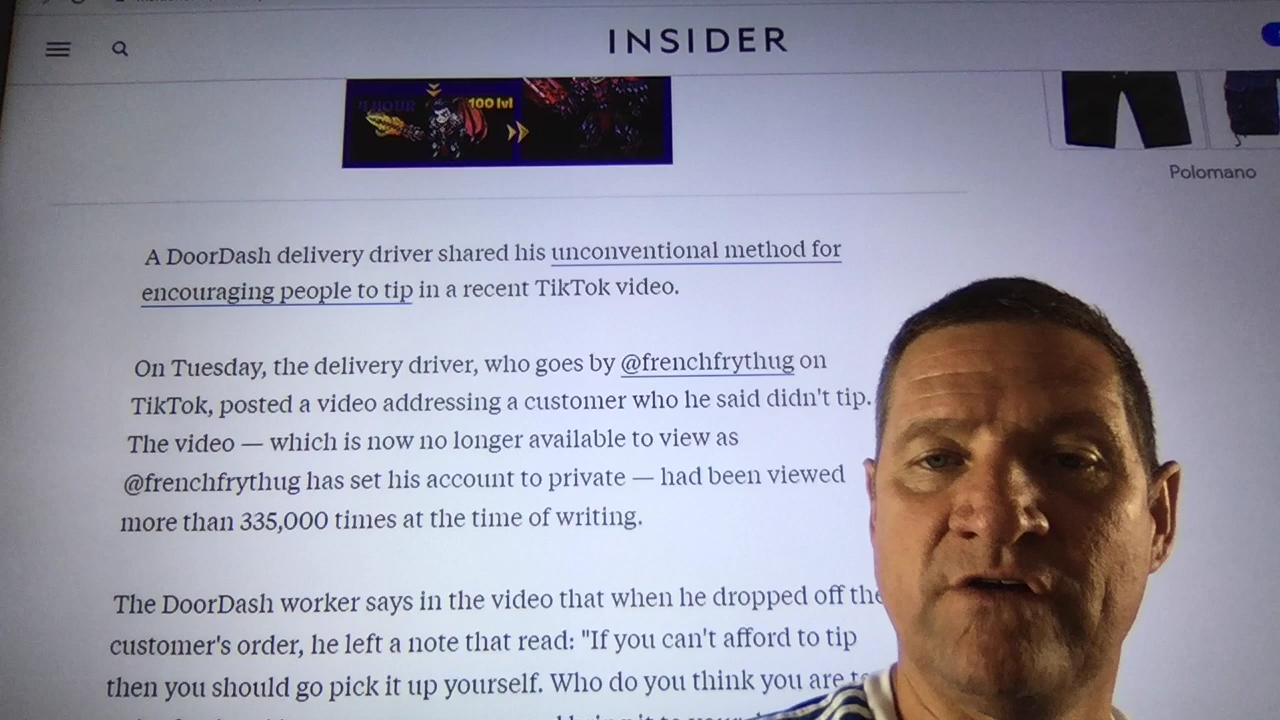 INSIDER
1 HOUR
100 lvl
Polomano
A DoorDash delivery driver shared his unconventional method for
encouraging people to tip in a recent TikTok video.
On Tuesday, the delivery driver, who goes by @frenchfrythug on
TikTok, posted a video addressing a customer who he said didn't tip.
The video — which is now no longer available to view as
@frenchfrythug has set his account to private — had been viewed
more than 335,000 times at the time of writing.
The DoorDash worker says in the video that when he dropped off the
customer's order, he left a note that read: "If you can't afford to tip
then you should go pick it up yourself. Who do you think you are